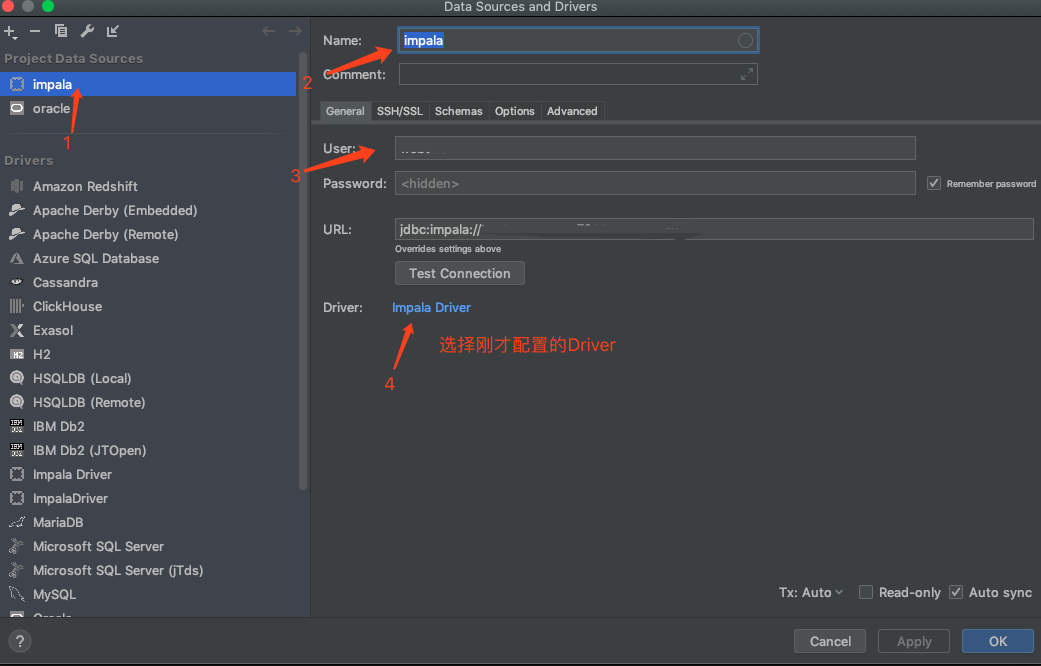 Data Sources and Drivers
Project Data Sources
impala
oracle
1
Drivers
Amazon Redshift
Apache Derby (Embedded)
Apache Derby (Remote)
Azure SQL Database
Cassandra
ClickHouse
Exasol
H2
HSQLDB (Local)
HSQLDB (Remote)
IBM Db2
IBM Db2 (JTOpen)
Impala Driver
ImpalaDriver
MariaDB
Microsoft SQL Server
Microsoft SQL Server (jTds)
MySQL
Name: impala
2
Comment:
General SSH/SSL Schemas Options Advanced
User:
3
Password: <hidden> Remember password
URL: jdbc:impala://
Overrides settings above
Test Connection
Driver: Impala Driver
选择刚才配置的Driver
4
Tx: Auto Read-only Auto sync
? Cancel Apply OK